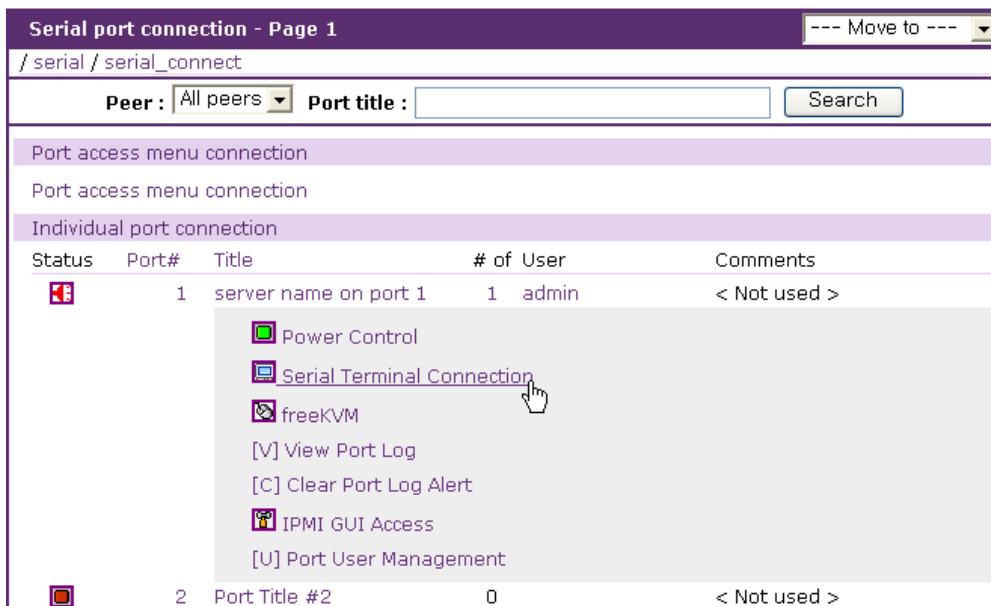 Serial port connection - Page 1 --- Move to ---
/ serial / serial_connect
Peer : All peers Port title : Search
Port access menu connection
Port access menu connection
Individual port connection
Status Port# Title # of User Comments
1 server name on port 1 1 admin < Not used >
Power Control
Serial Terminal Connection
freeKVM
[V] View Port Log
[C] Clear Port Log Alert
IPMI GUI Access
[U] Port User Management
2 Port Title #2 0 < Not used >